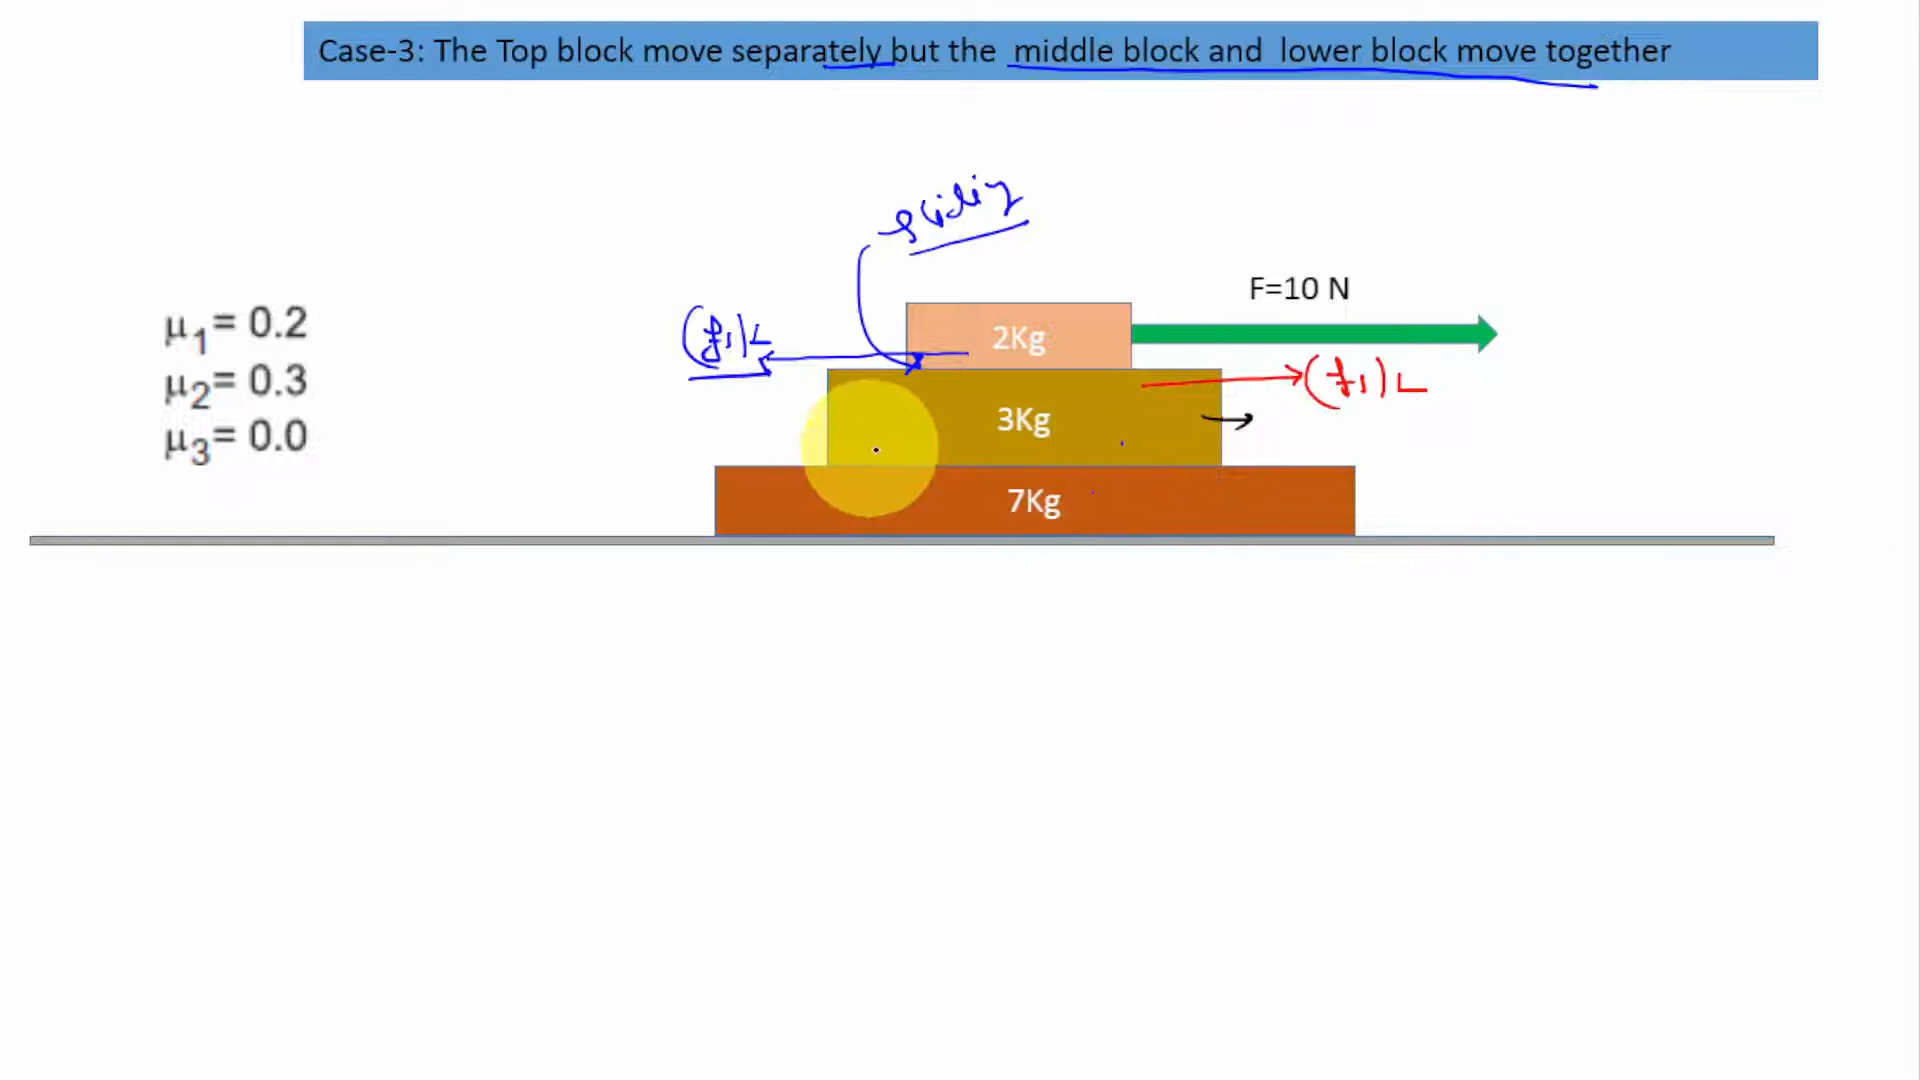 Case-3: The Top block move separately but the middle block and lower block move together
sliding
F=10 N
μ1= 0.2
(f1)L
2Kg
(f1)L
μ2= 0.3
3Kg
μ3= 0.0
7Kg